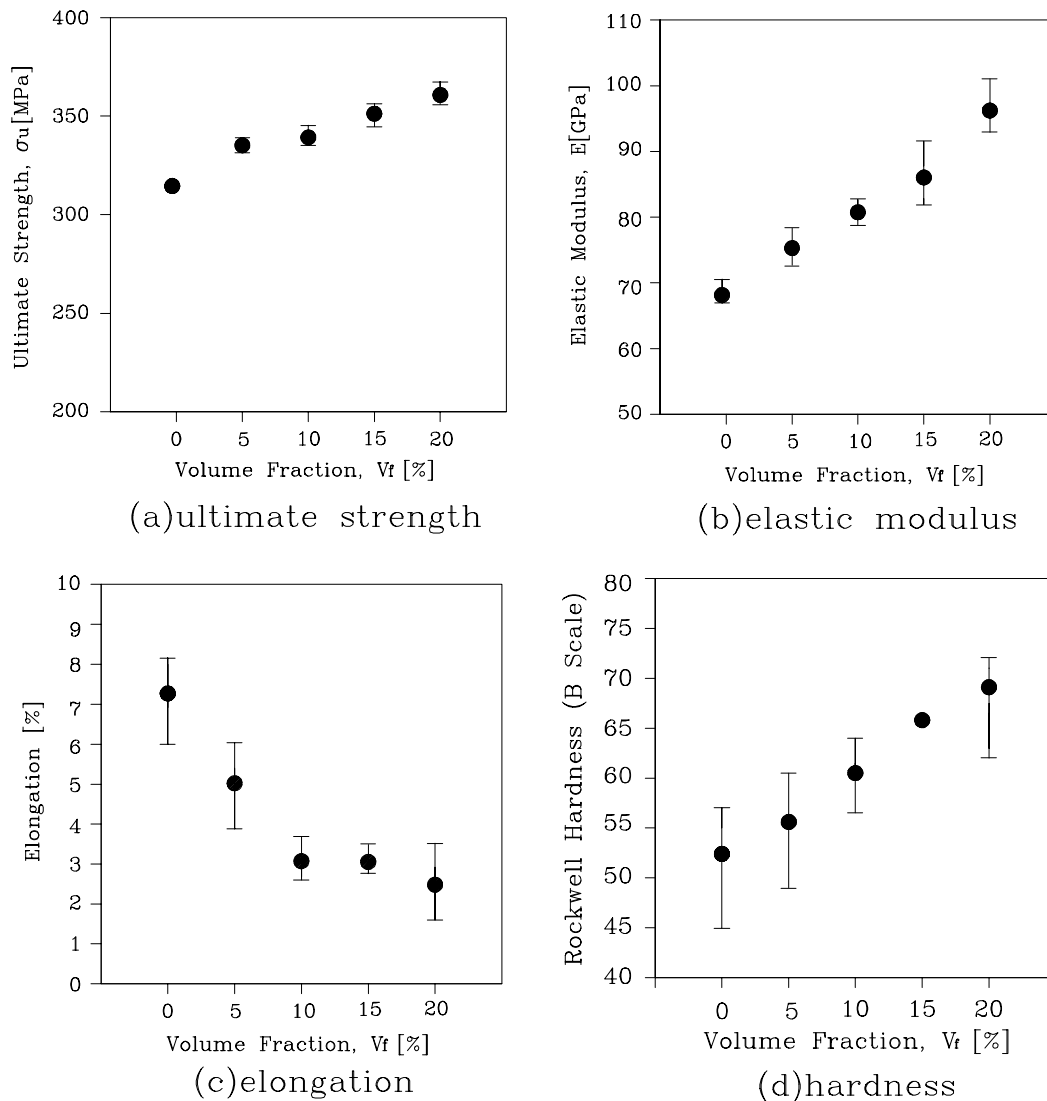 400
350
300
250
200
Ultimate Strength, σu[MPa]
0 5 10 15 20
Volume Fraction, Vf [%]
(a)ultimate strength
110
100
90
80
70
60
50
Elastic Modulus, E[GPa]
0 5 10 15 20
Volume Fraction, Vf [%]
(b)elastic modulus
10
9
8
7
6
5
4
3
2
1
0
Elongation [%]
0 5 10 15 20
Volume Fraction, Vf [%]
(c)elongation
80
75
70
65
60
55
50
45
40
Rockwell Hardness (B Scale)
0 5 10 15 20
Volume Fraction, Vf [%]
(d)hardness